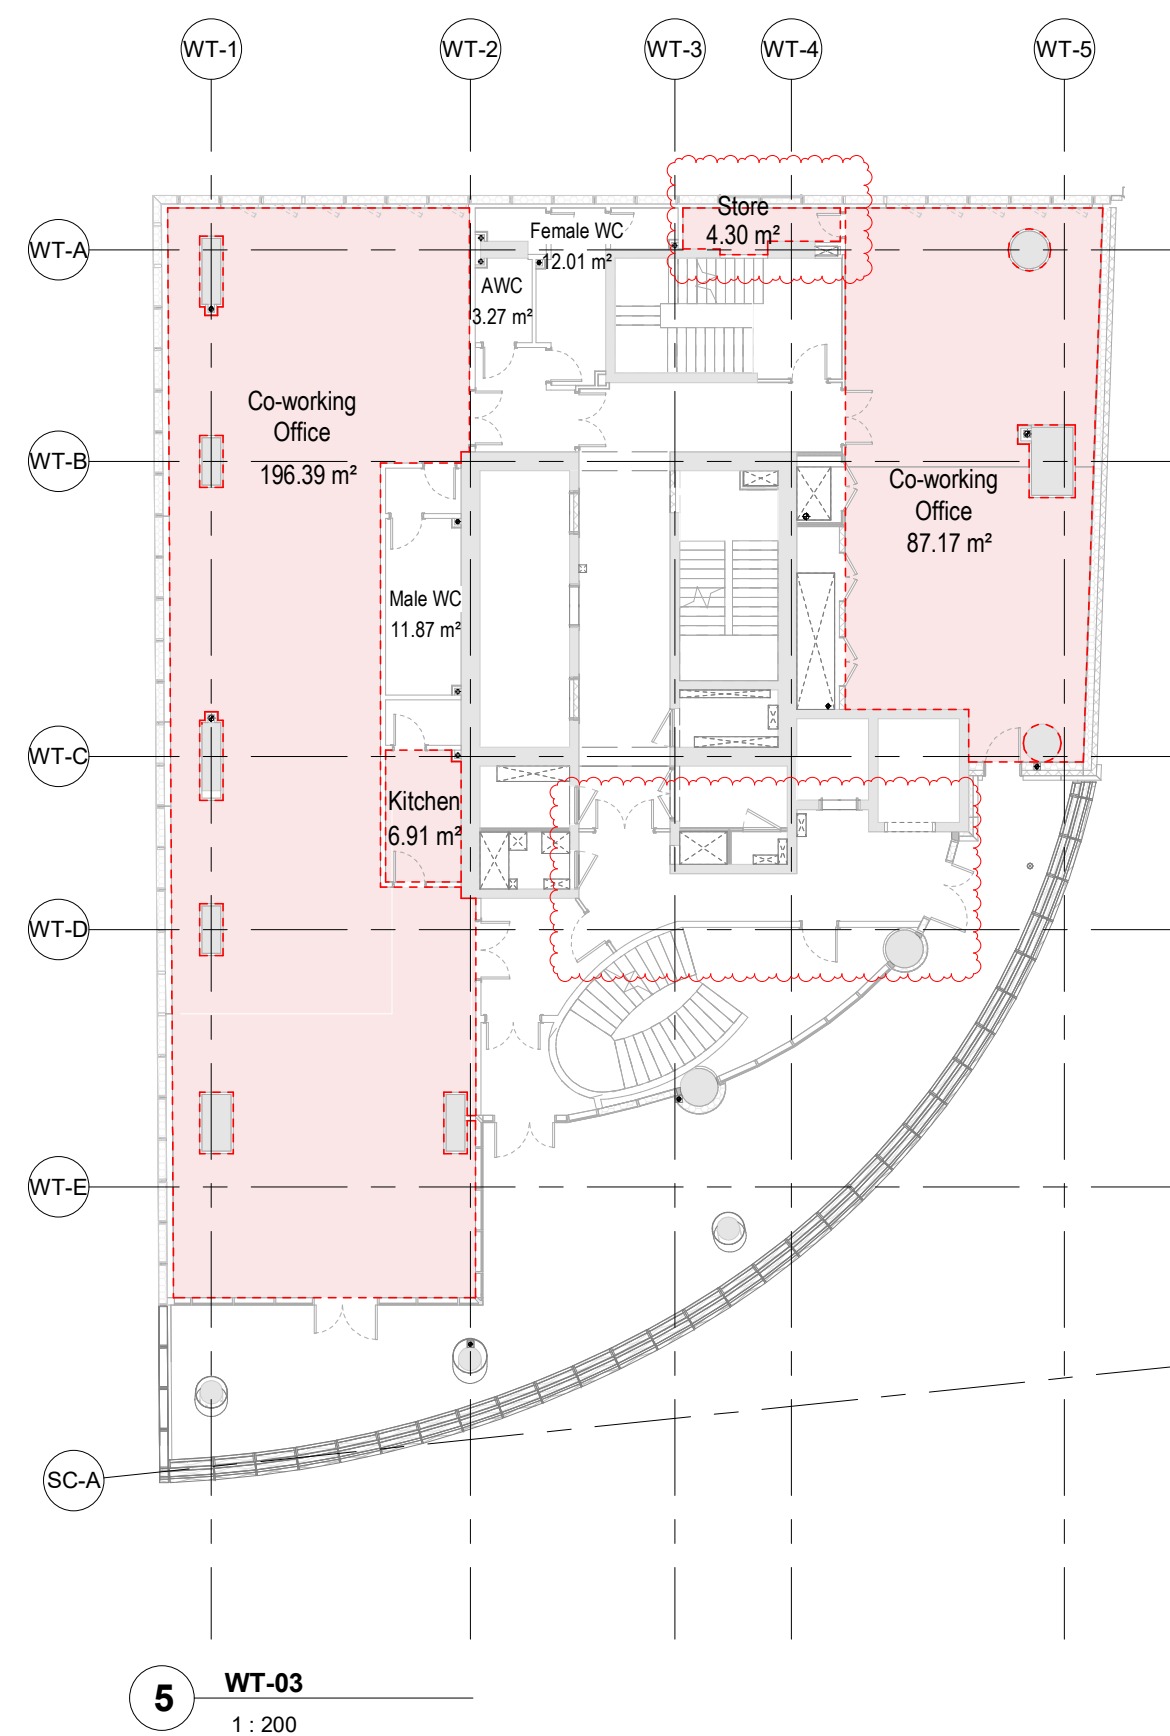 WT-1
WT-2
WT-3
WT-4
WT-5
WT-A
Store
4.30 m²
Female WC
12.01 m²
AWC
3.27 m²
Co-working
Office
196.39 m²
WT-B
Co-working
Office
87.17 m²
Male WC
11.87 m²
WT-C
Kitchen
6.91 m²
WT-D
WT-E
SC-A
5
WT-03
1 : 200